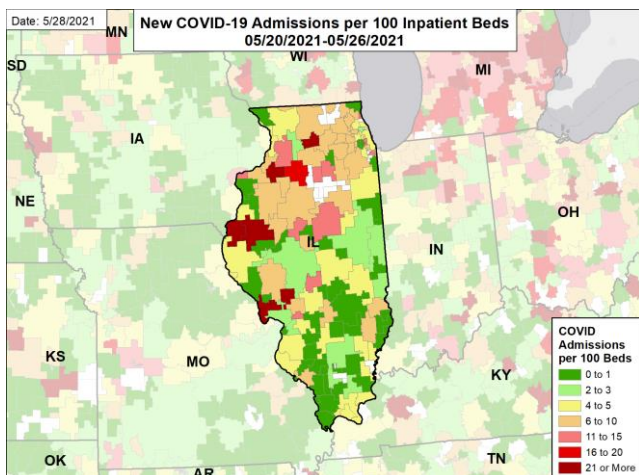 Date: 5/28/2021
New COVID-19 Admissions per 100 Inpatient Beds
05/20/2021-05/26/2021
MN
SD
WI
MI
IA
NE
OH
IL
IN
KS
MO
KY
OK
AR
TN
COVID
Admissions
per 100 Beds
0 to 1
2 to 3
4 to 5
6 to 10
11 to 15
16 to 20
21 or More